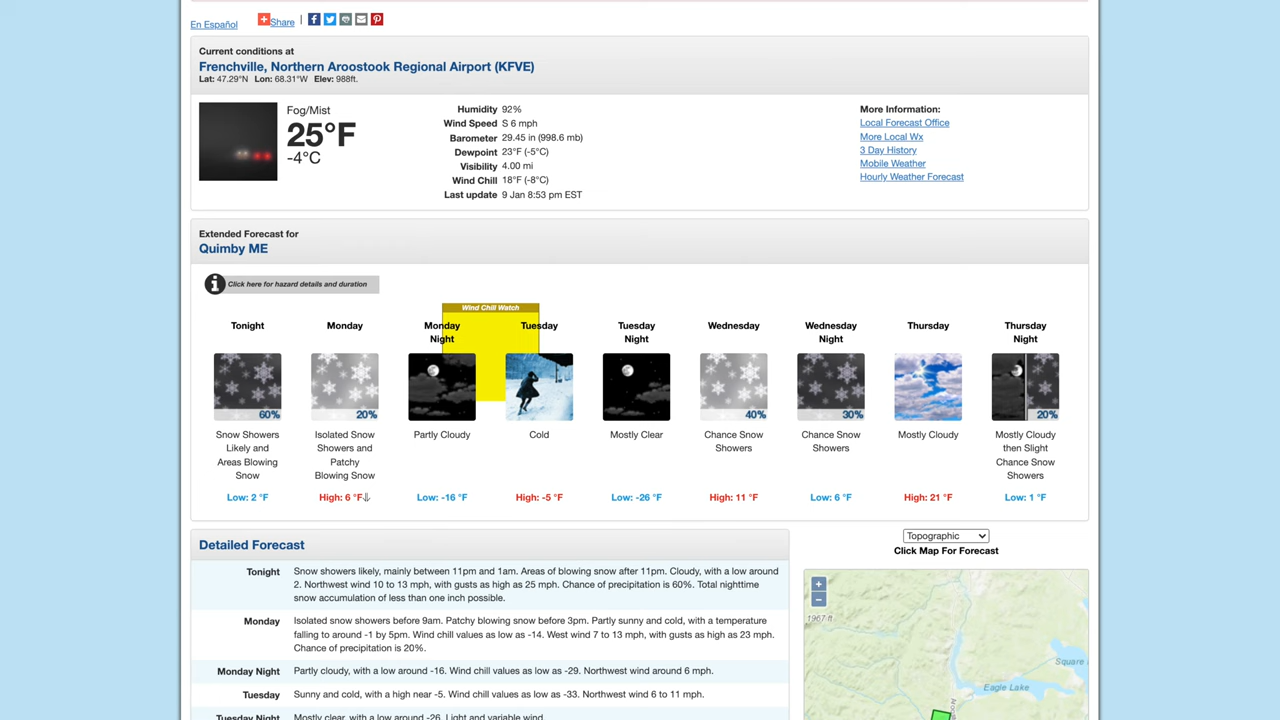 En Español
Share |
Current conditions at
Frenchville, Northern Aroostook Regional Airport (KFVE)
Lat: 47.29°N Lon: 68.31°W Elev: 988ft.
Fog/Mist
25°F
-4°C
Humidity 92%
Wind Speed S 6 mph
Barometer 29.45 in (998.6 mb)
Dewpoint 23°F (-5°C)
Visibility 4.00 mi
Wind Chill 18°F (-8°C)
Last update 9 Jan 8:53 pm EST
More Information:
Local Forecast Office
More Local Wx
3 Day History
Mobile Weather
Hourly Weather Forecast
Extended Forecast for
Quimby ME
Click here for hazard details and duration
Wind Chill Watch
Tonight
60%
Snow Showers
Likely and
Areas Blowing
Snow
Low: 2 °F
Monday
20%
Isolated Snow
Showers and
Patchy
Blowing Snow
High: 6 °F⇓
Monday
Night
Partly Cloudy
Low: -16 °F
Tuesday
Cold
High: -5 °F
Tuesday
Night
Mostly Clear
Low: -26 °F
Wednesday
40%
Chance Snow
Showers
High: 11 °F
Wednesday
Night
30%
Chance Snow
Showers
Low: 6 °F
Thursday
Mostly Cloudy
High: 21 °F
Thursday
Night
20%
Mostly Cloudy
then Slight
Chance Snow
Showers
Low: 1 °F
Detailed Forecast
Tonight
Snow showers likely, mainly between 11pm and 1am. Areas of blowing snow after 11pm. Cloudy, with a low around
2. Northwest wind 10 to 13 mph, with gusts as high as 25 mph. Chance of precipitation is 60%. Total nighttime
snow accumulation of less than one inch possible.
Monday
Isolated snow showers before 9am. Patchy blowing snow before 3pm. Partly sunny and cold, with a temperature
falling to around -1 by 5pm. Wind chill values as low as -14. West wind 7 to 13 mph, with gusts as high as 23 mph.
Chance of precipitation is 20%.
Monday Night
Partly cloudy, with a low around -16. Wind chill values as low as -29. Northwest wind around 6 mph.
Tuesday
Sunny and cold, with a high near -5. Wind chill values as low as -33. Northwest wind 6 to 11 mph.
Tuesday Night
Mostly clear, with a low around -26. Light and variable wind.
Topographic
Click Map For Forecast
+
−
1967 ft
Square
Eagle Lake